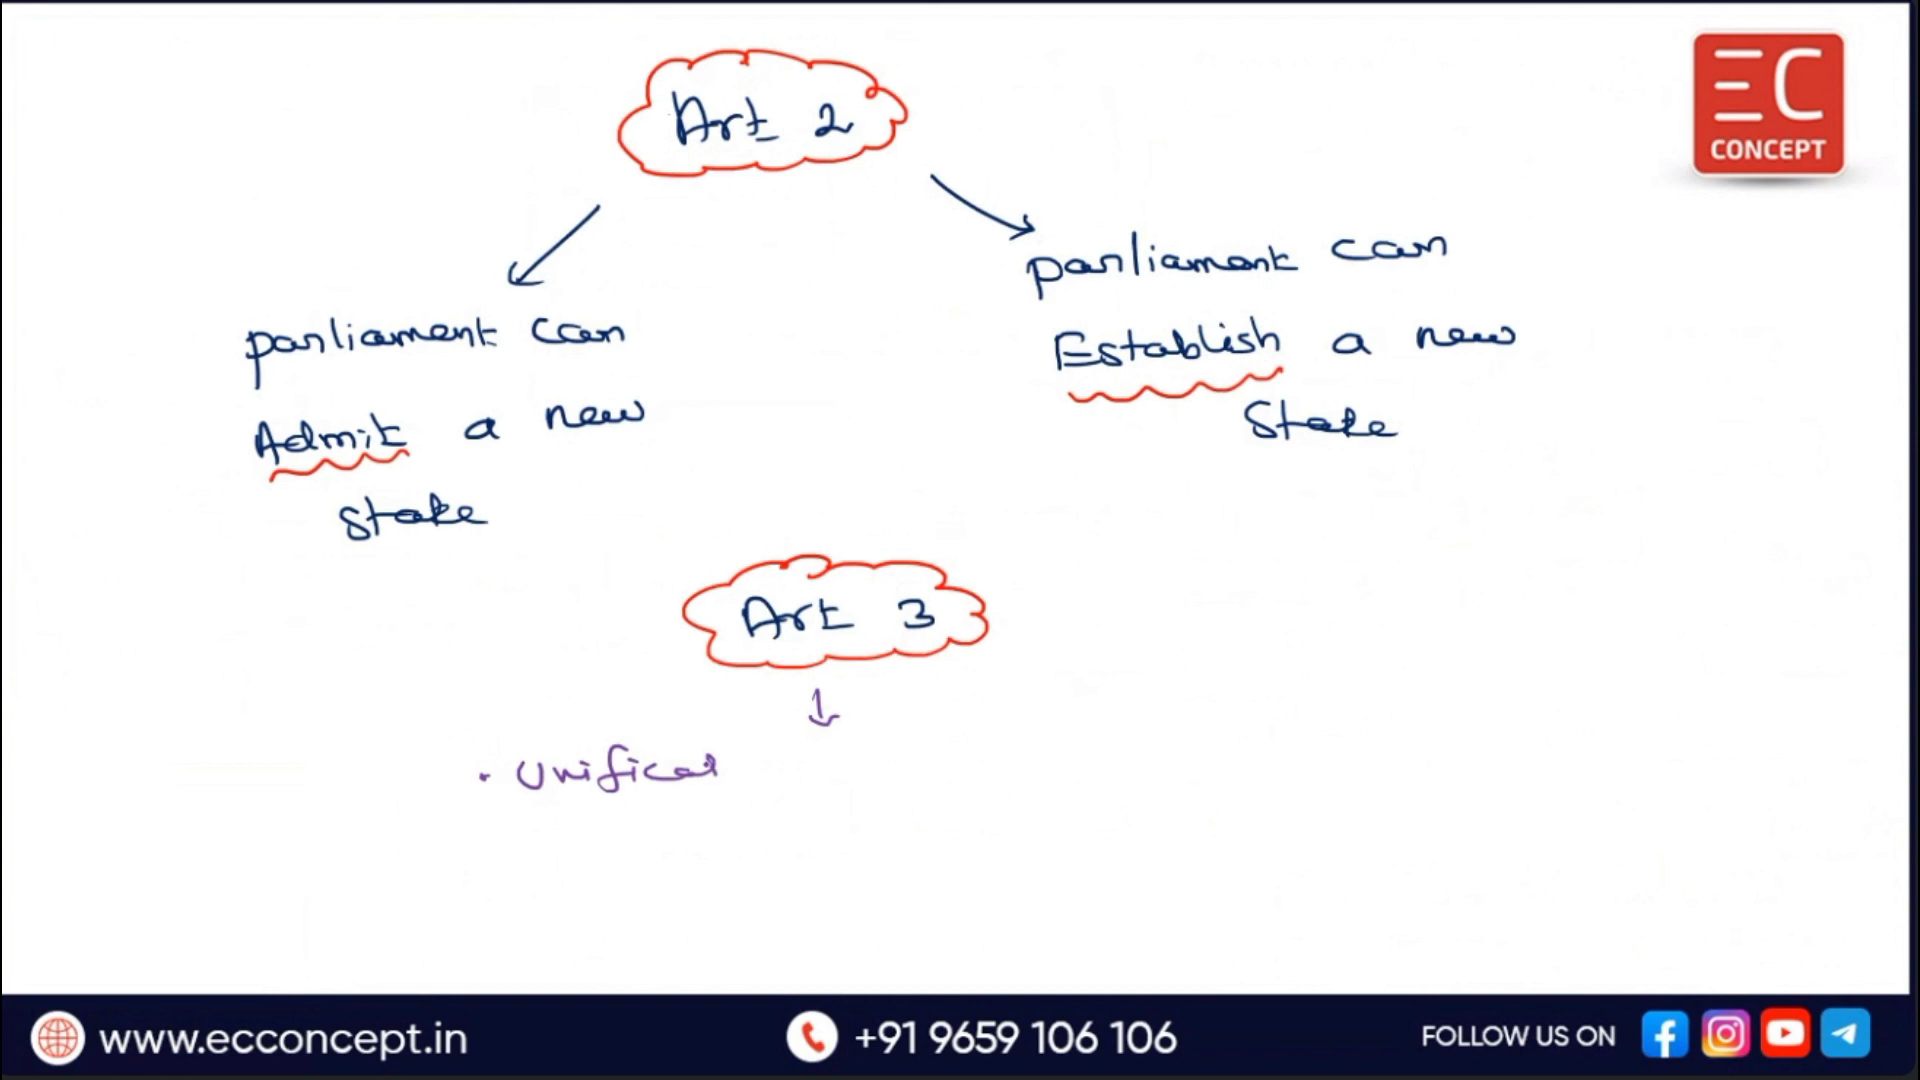 EC
CONCEPT
Art 2
parliament can
Admit a new
state
parliament can
Establish a new
State
Art 3
. Unificat
www.ecconcept.in
+91 9659 106 106
FOLLOW US ON